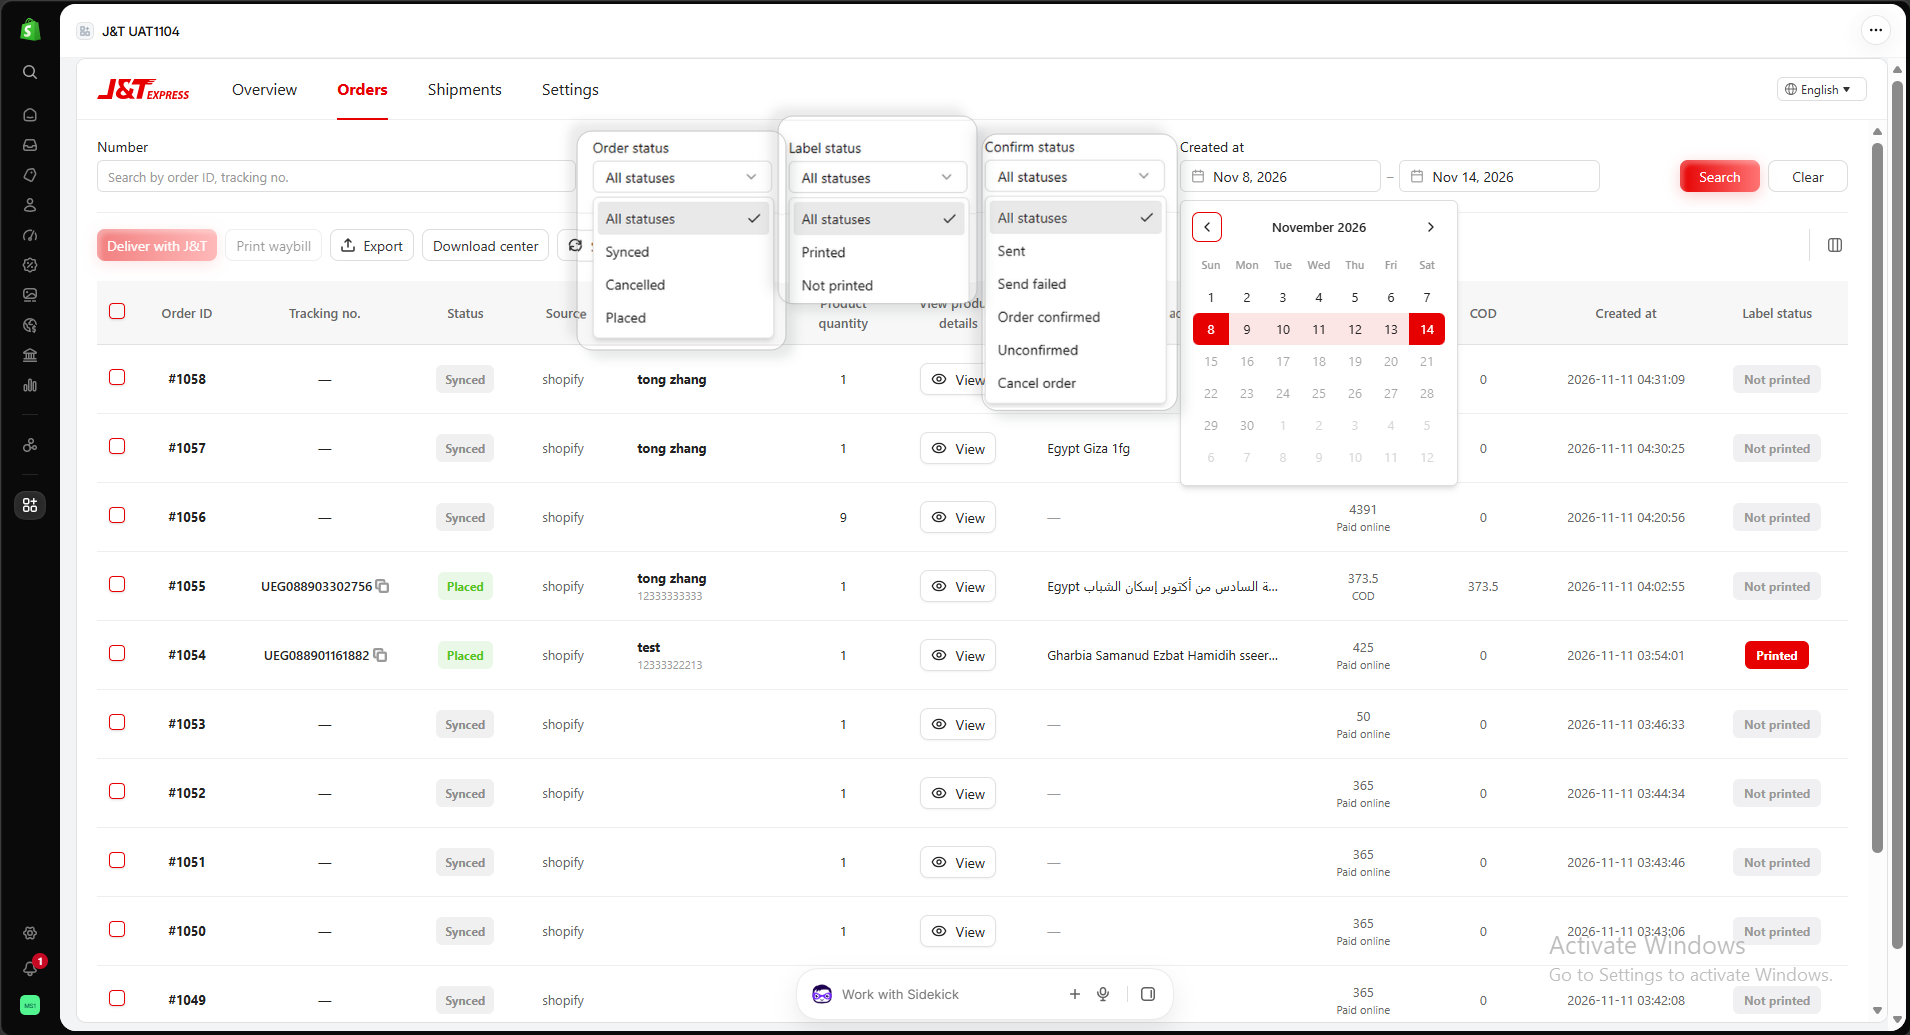 J&T UAT1104
J&T EXPRESS
Overview
Orders
Shipments
Settings
English
Number
Order status
Label status
Confirm status
Created at
Search by order ID, tracking no.
All statuses
All statuses
All statuses
Nov 8, 2026
–
Nov 14, 2026
Search
Clear
All statuses
Synced
Cancelled
Placed
All statuses
Printed
Not printed
All statuses
Sent
Send failed
Order confirmed
Unconfirmed
Cancel order
November 2026
Sun Mon Tue Wed Thu Fri Sat
1 2 3 4 5 6 7
8 9 10 11 12 13 14
15 16 17 18 19 20 21
22 23 24 25 26 27 28
29 30 1 2 3 4 5
6 7 8 9 10 11 12
Deliver with J&T
Print waybill
Export
Download center
Order ID Tracking no. Status Source Product quantity View details COD Created at Label status
#1058 — Synced shopify tong zhang 1 View 0 2026-11-11 04:31:09 Not printed
#1057 — Synced shopify tong zhang 1 View Egypt Giza 1fg 0 2026-11-11 04:30:25 Not printed
#1056 — Synced shopify 9 View — 4391 Paid online 0 2026-11-11 04:20:56 Not printed
#1055 UEG088903302756 Placed shopify tong zhang 12333333333 1 View Egypt ة السادس من أكتوبر إسكان الشباب... 373.5 COD 373.5 2026-11-11 04:02:55 Not printed
#1054 UEG088901161882 Placed shopify test 12333322213 1 View Gharbia Samanud Ezbat Hamidih sseer... 425 Paid online 0 2026-11-11 03:54:01 Printed
#1053 — Synced shopify 1 View — 50 Paid online 0 2026-11-11 03:46:33 Not printed
#1052 — Synced shopify 1 View — 365 Paid online 0 2026-11-11 03:44:34 Not printed
#1051 — Synced shopify 1 View — 365 Paid online 0 2026-11-11 03:43:46 Not printed
#1050 — Synced shopify 1 View — 365 Paid online 0 2026-11-11 03:43:06 Not printed
#1049 — Synced shopify 365 Paid online 0 2026-11-11 03:42:08 Not printed
Activate Windows
Go to Settings to activate Windows.
Work with Sidekick
1